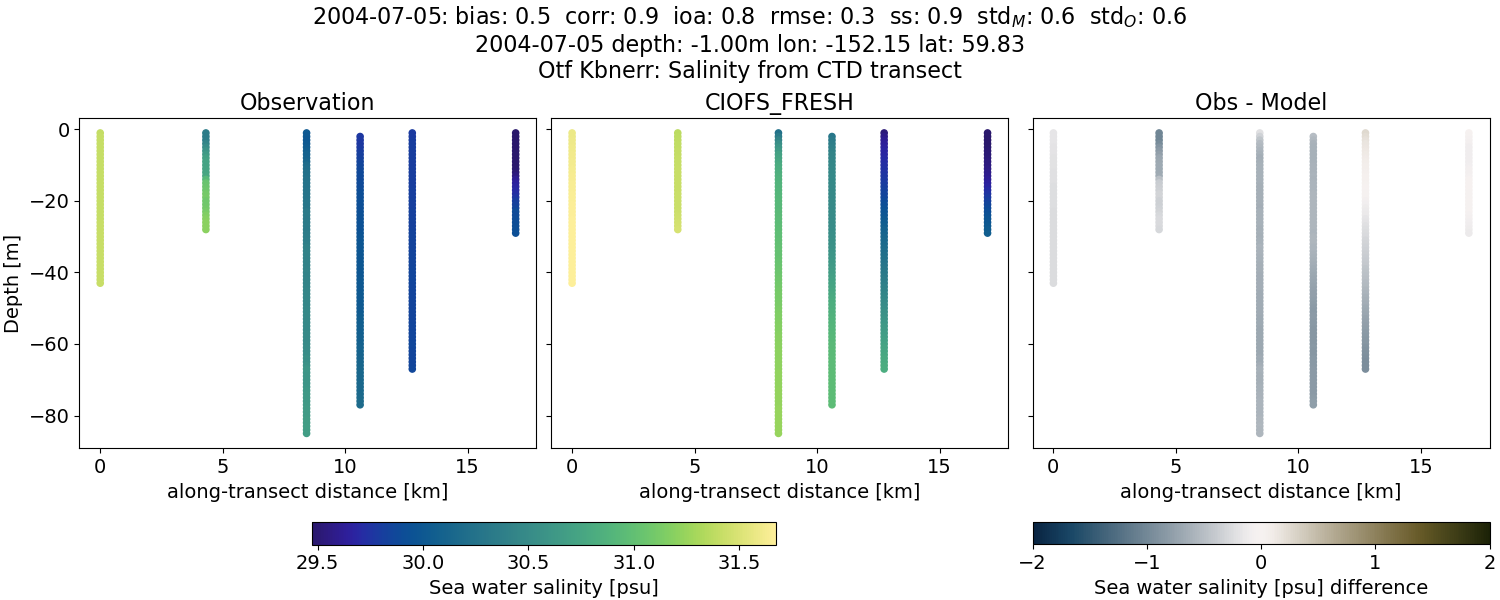 2004-07-05: bias: 0.5  corr: 0.9  ioa: 0.8  rmse: 0.3  ss: 0.9  std_M: 0.6  std_O: 0.6
2004-07-05 depth: -1.00m lon: -152.15 lat: 59.83
Otf Kbnerr: Salinity from CTD transect
Observation
CIOFS_FRESH
Obs - Model
Depth [m]
0
−20
−40
−60
−80
0 5 10 15
0 5 10 15
0 5 10 15
along-transect distance [km]
along-transect distance [km]
along-transect distance [km]
29.5 30.0 30.5 31.0 31.5
Sea water salinity [psu]
−2 −1 0 1 2
Sea water salinity [psu] difference